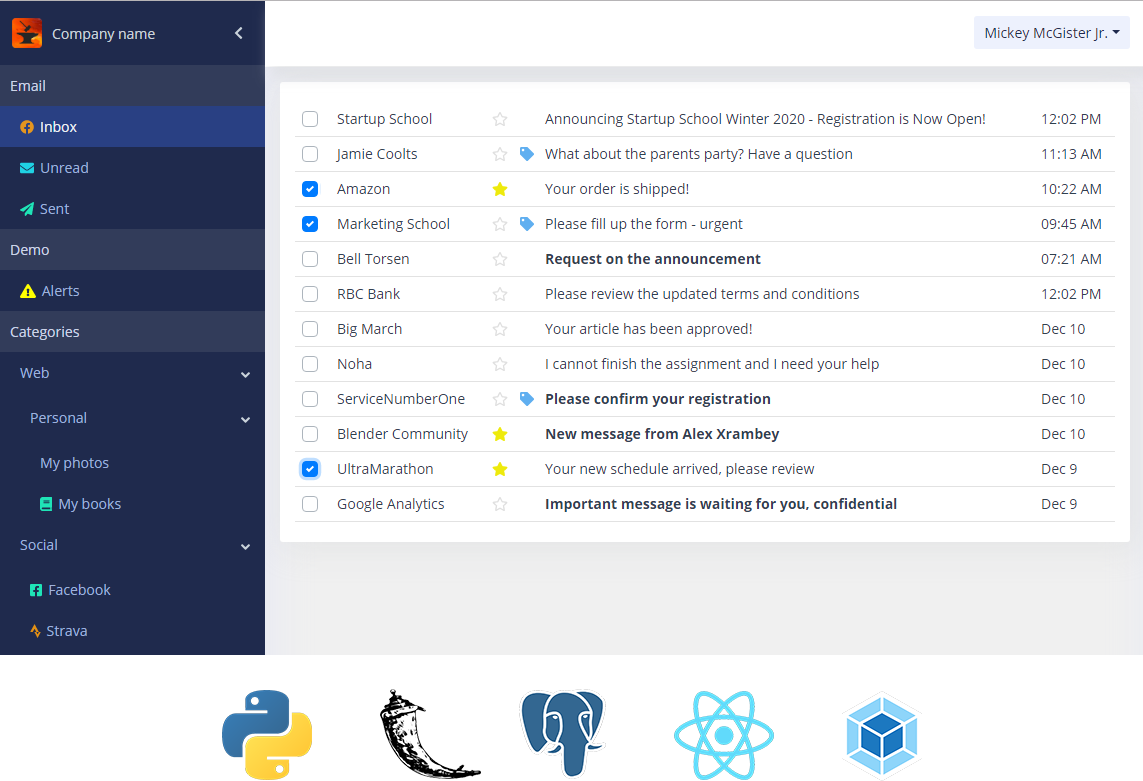 Company name
Mickey McGister Jr.
Email
Inbox
Unread
Sent
Demo
Alerts
Categories
Web
Personal
My photos
My books
Social
Facebook
Strava
Startup School Announcing Startup School Winter 2020 - Registration is Now Open! 12:02 PM
Jamie Coolts What about the parents party? Have a question 11:13 AM
Amazon Your order is shipped! 10:22 AM
Marketing School Please fill up the form - urgent 09:45 AM
Bell Torsen Request on the announcement 07:21 AM
RBC Bank Please review the updated terms and conditions 12:02 PM
Big March Your article has been approved! Dec 10
Noha I cannot finish the assignment and I need your help Dec 10
ServiceNumberOne Please confirm your registration Dec 10
Blender Community New message from Alex Xrambey Dec 10
UltraMarathon Your new schedule arrived, please review Dec 9
Google Analytics Important message is waiting for you, confidential Dec 9